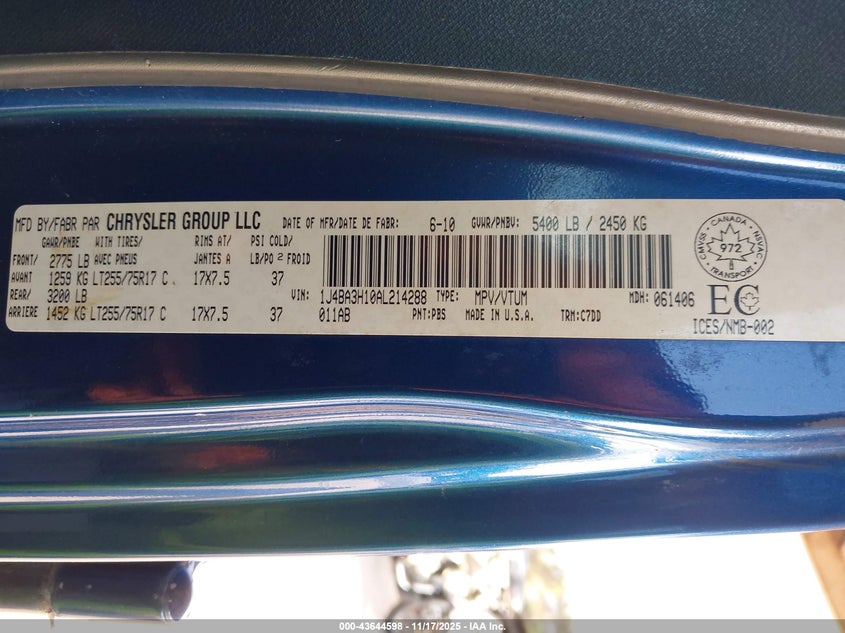 MFD BY/FABR PAR CHRYSLER GROUP LLC DATE OF MFR/DATE DE FABR: 6-10 GVWR/PNBV: 5400 LB / 2450 KG
GAWR/PNBE WITH TIRES/ RIMS AT/ PSI COLD/
FRONT/ 2775 LB AVEC PNEUS JANTES A LB/PO² FROID
AVANT 1259 KG LT255/75R17 C 17X7.5 37
REAR/ 3200 LB
ARRIERE 1452 KG LT255/75R17 C 17X7.5 37
VIN: 1J4BA3H10AL214288 TYPE: MPV/VTUM MDH: 061406
011AB PNT:PBS MADE IN U.S.A. TRM:C7DD
CANADA
CMVSS 972 NSVAC
TRANSPORT
EC
ICES/NMB-002
000-43644598 - 11/17/2025 - IAA Inc.